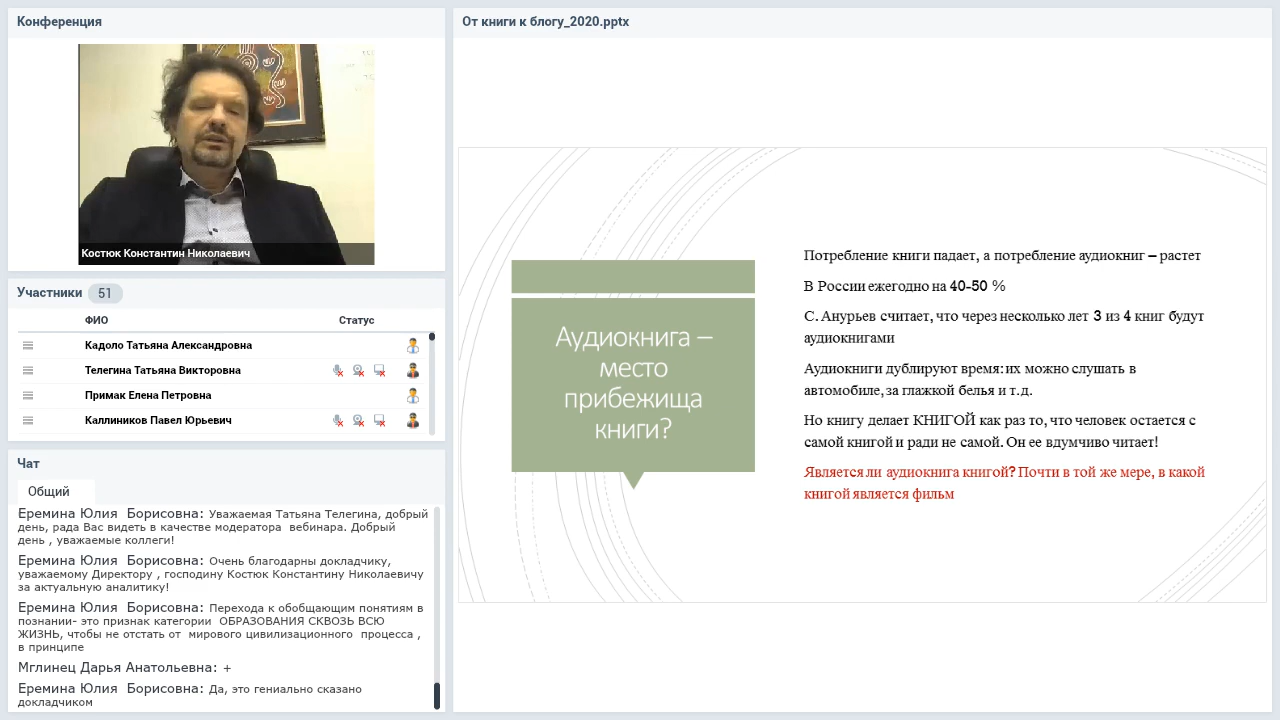 Конференция
Костюк Константин Николаевич
Участники 51
ФИО Статус
Кадоло Татьяна Александровна
Телегина Татьяна Викторовна
Примак Елена Петровна
Каллиников Павел Юрьевич
Чат
Общий
Еремина Юлия Борисовна: Уважаемая Татьяна Телегина, добрый
день, рада Вас видеть в качестве модератора вебинара. Добрый
день , уважаемые коллеги!
Еремина Юлия Борисовна: Очень благодарны докладчику,
уважаемому Директору , господину Костюк Константину Николаевичу
за актуальную аналитику!
Еремина Юлия Борисовна: Перехода к обобщающим понятиям в
познании- это признак категории ОБРАЗОВАНИЯ СКВОЗЬ ВСЮ
ЖИЗНЬ, чтобы не отстать от мирового цивилизационного процесса ,
в принципе
Мглинец Дарья Анатольевна: +
Еремина Юлия Борисовна: Да, это гениально сказано
докладчиком
От книги к блогу_2020.pptx
Аудиокнига –
место
прибежища
книги?
Потребление книги падает, а потребление аудиокниг – растет
В России ежегодно на 40-50 %
С. Анурьев считает, что через несколько лет 3 из 4 книг будут
аудиокнигами
Аудиокниги дублируют время: их можно слушать в
автомобиле, за глажкой белья и т.д.
Но книгу делает КНИГОЙ как раз то, что человек остается с
самой книгой и ради не самой. Он ее вдумчиво читает!
Является ли аудиокнига книгой? Почти в той же мере, в какой
книгой является фильм